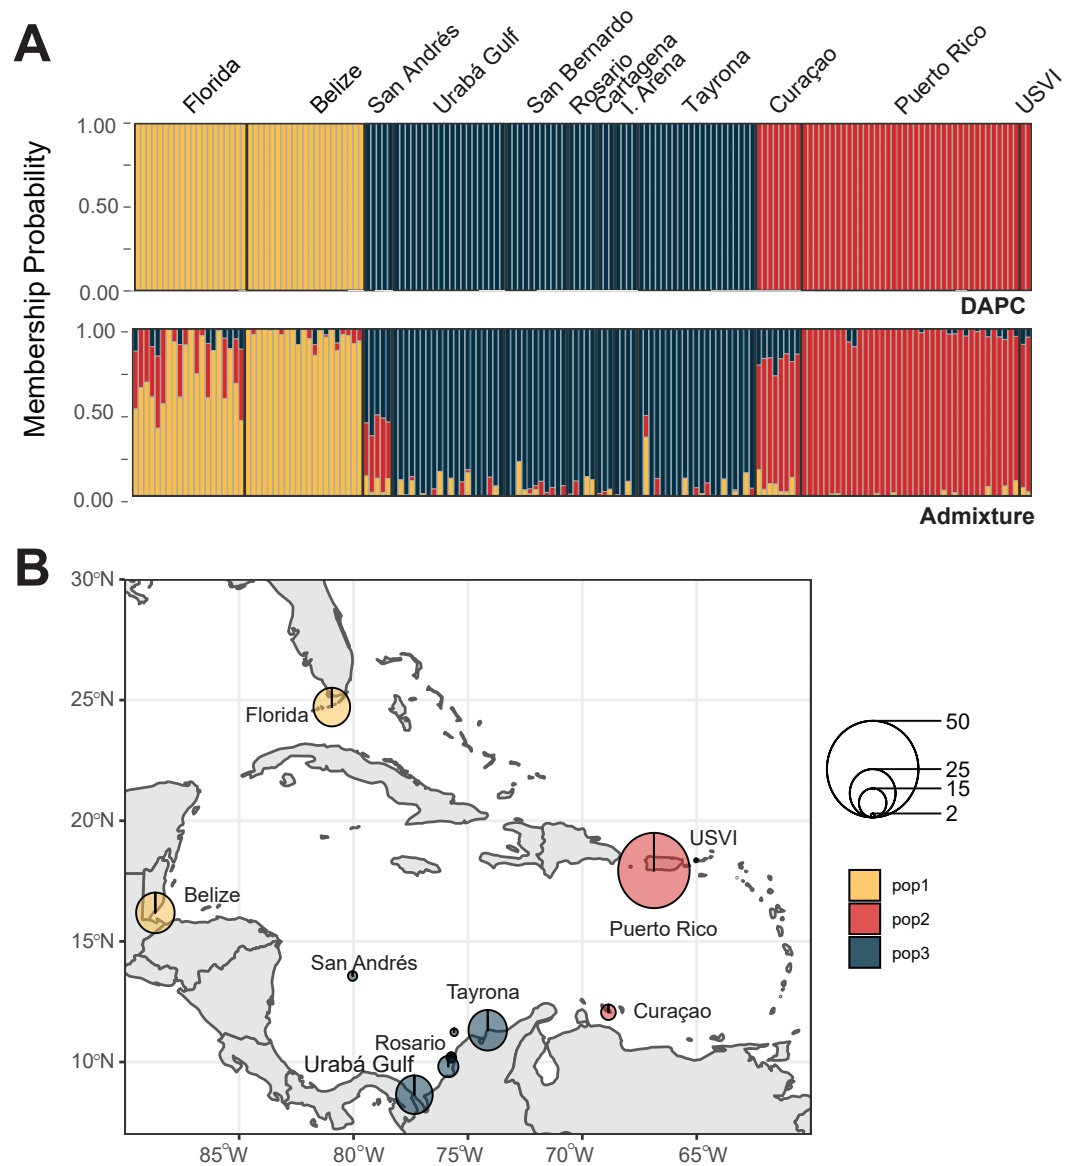 A
Florida
Belize
San Andrés
Urabá Gulf
San Bernardo
Rosario
Cartagena
I. Arena
Tayrona
Curaçao
Puerto Rico
USVI
Membership Probability
1.00
0.50
0.00
DAPC
Membership Probability
1.00
0.50
0.00
Admixture
B
30°N
25°N
20°N
15°N
10°N
Florida
Belize
USVI
Puerto Rico
San Andrés
Tayrona
Curaçao
Rosario
Urabá Gulf
85°W
80°W
75°W
70°W
65°W
50
25
15
2
pop1
pop2
pop3